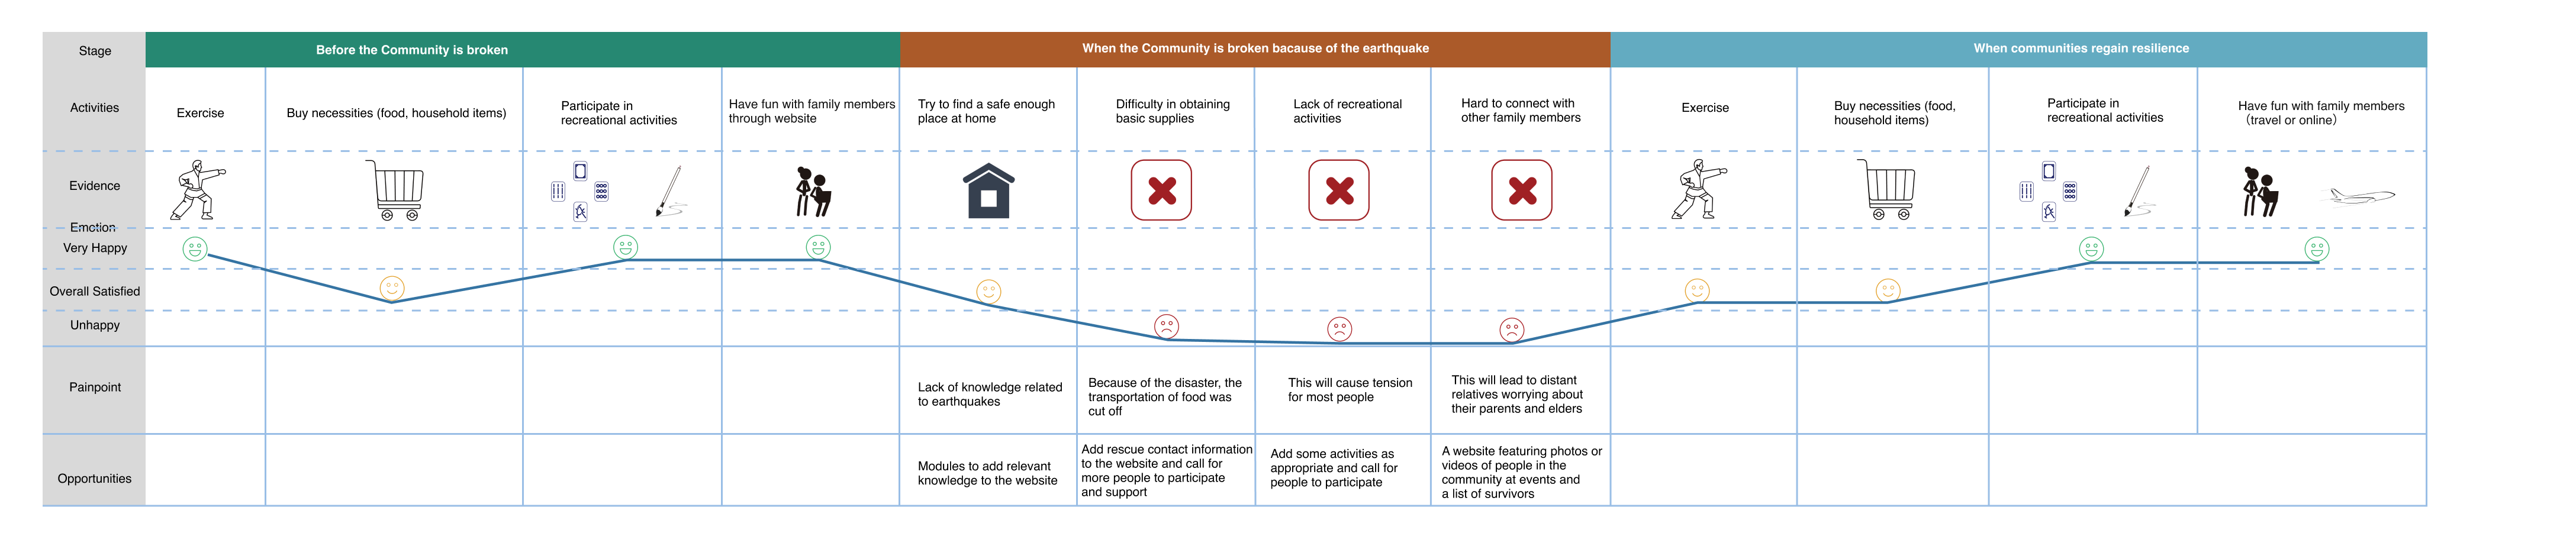 Stage
Before the Community is broken
When the Community is broken bacause of the earthquake
When communities regain resilience
Activities
Exercise
Buy necessities (food, household items)
Participate in
recreational activities
Have fun with family members
through website
Try to find a safe enough
place at home
Difficulty in obtaining
basic supplies
Lack of recreational
activities
Hard to connect with
other family members
Exercise
Buy necessities (food,
household items)
Participate in
recreational activities
Have fun with family members
（travel or online）
Evidence
Emotion
Very Happy
Overall Satisfied
Unhappy
Painpoint
Lack of knowledge related
to earthquakes
Because of the disaster, the
transportation of food was
cut off
This will cause tension
for most people
This will lead to distant
relatives worrying about
their parents and elders
Opportunities
Modules to add relevant
knowledge to the website
Add rescue contact information
to the website and call for
more people to participate
and support
Add some activities as
appropriate and call for
people to participate
A website featuring photos or
videos of people in the
community at events and
a list of survivors